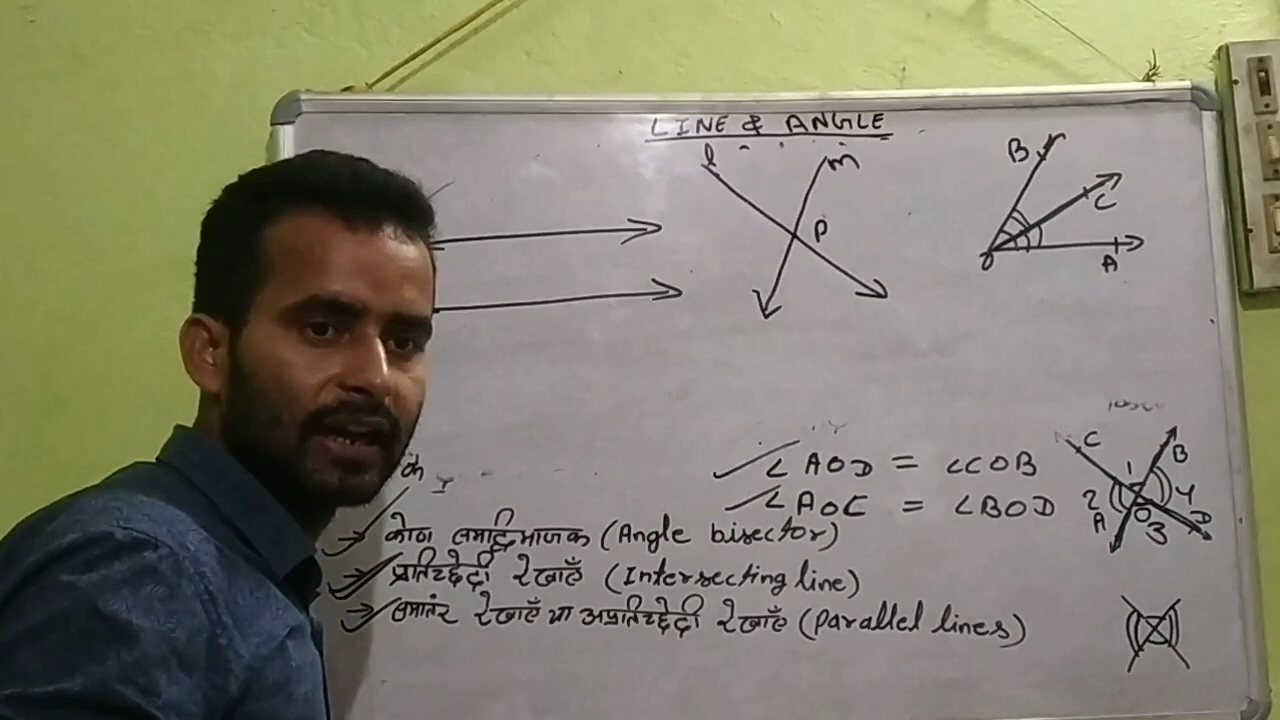 LINE & ANGLE
l m
P
B
C
O A
के
∠AOD = ∠COB
∠AOC = ∠BOD
C B
1
2 4
A O D
3
कोण समद्विभाजक (Angle bisector)
प्रतिच्छेदी रेखाएँ (Intersecting line)
समातंर रेखाएँ या अप्रतिच्छेदी रेखाएँ (Parallel lines)